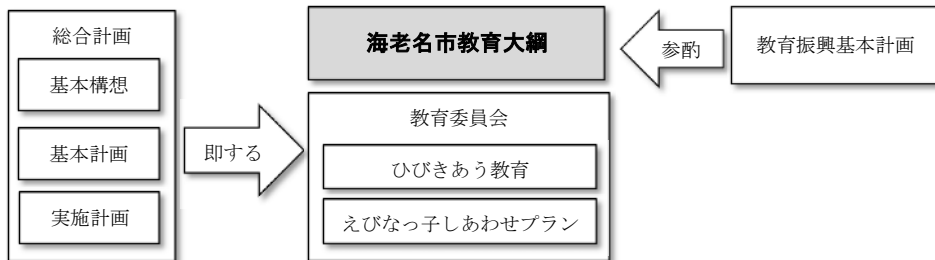 総合計画
基本構想
基本計画
実施計画
即する
海老名市教育大綱
教育委員会
ひびきあう教育
えびなっ子しあわせプラン
参酌
教育振興基本計画